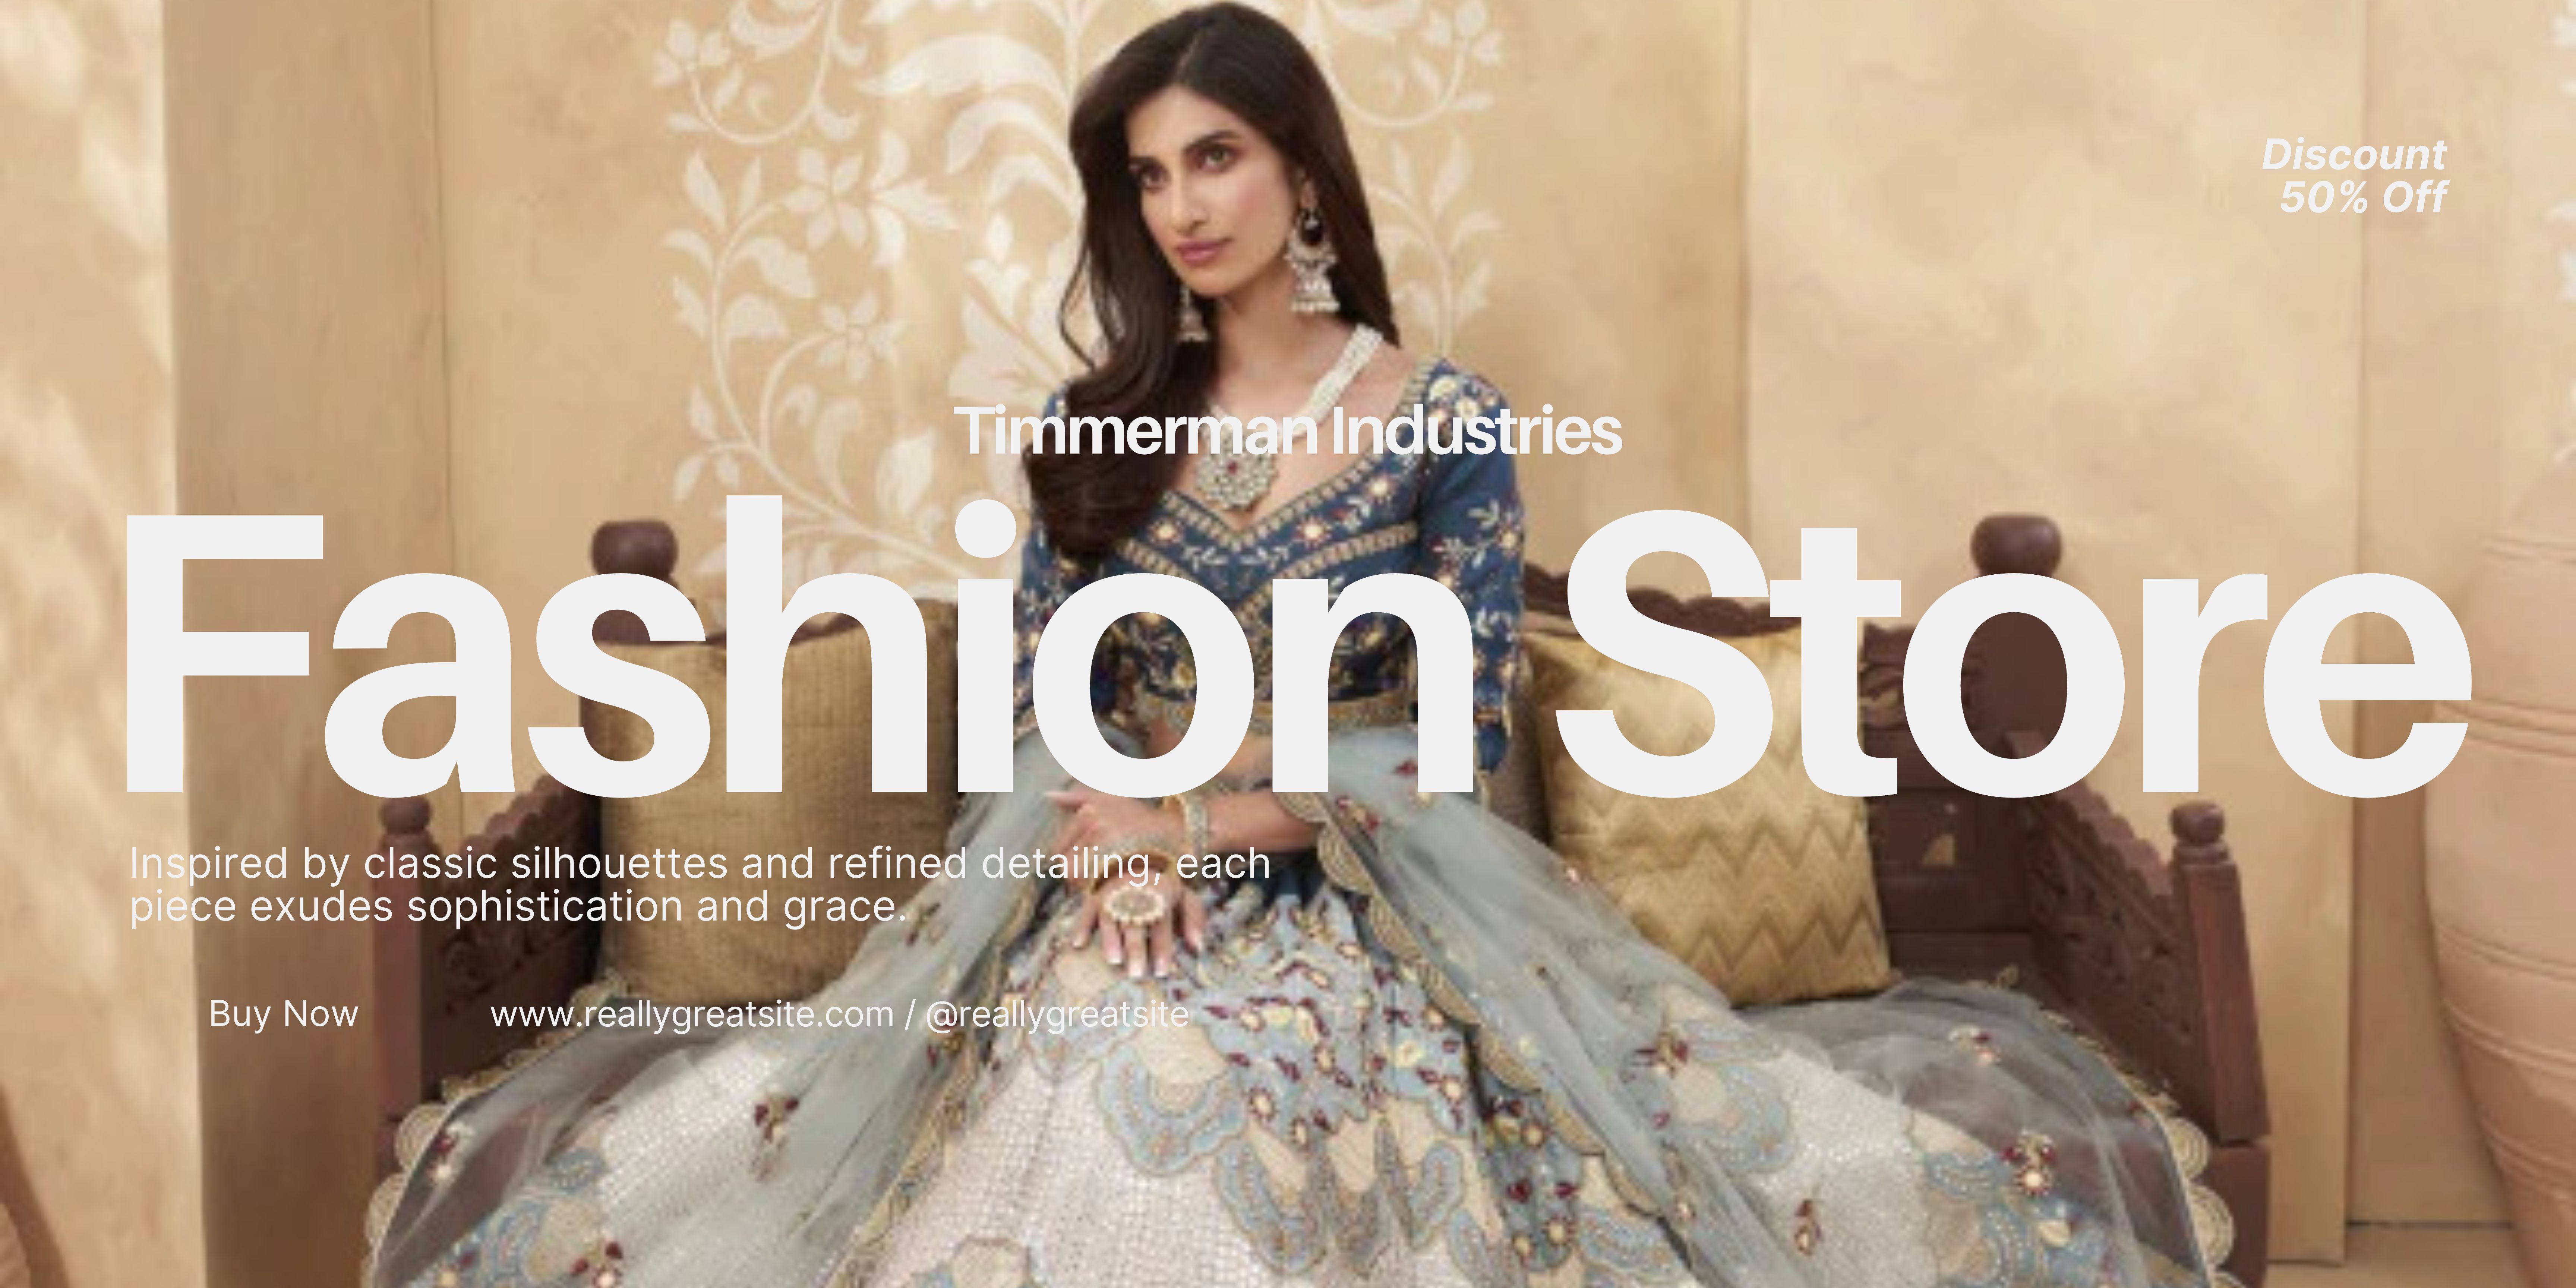 Discount
50% Off
Timmerman Industries
Fashion Store
Inspired by classic silhouettes and refined detailing, each
piece exudes sophistication and grace.
Buy Now
www.reallygreatsite.com / @reallygreatsite